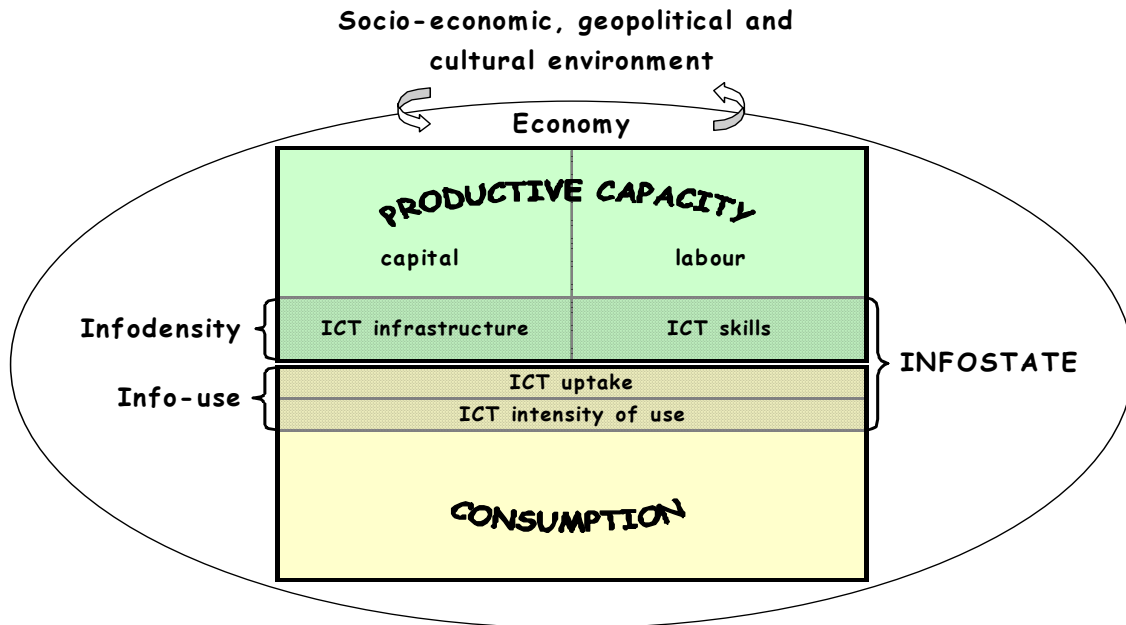 Socio-economic, geopolitical and
cultural environment
Economy
PRODUCTIVE CAPACITY
capital
labour
Infodensity
ICT infrastructure
ICT skills
INFOSTATE
Info-use
ICT uptake
ICT intensity of use
CONSUMPTION